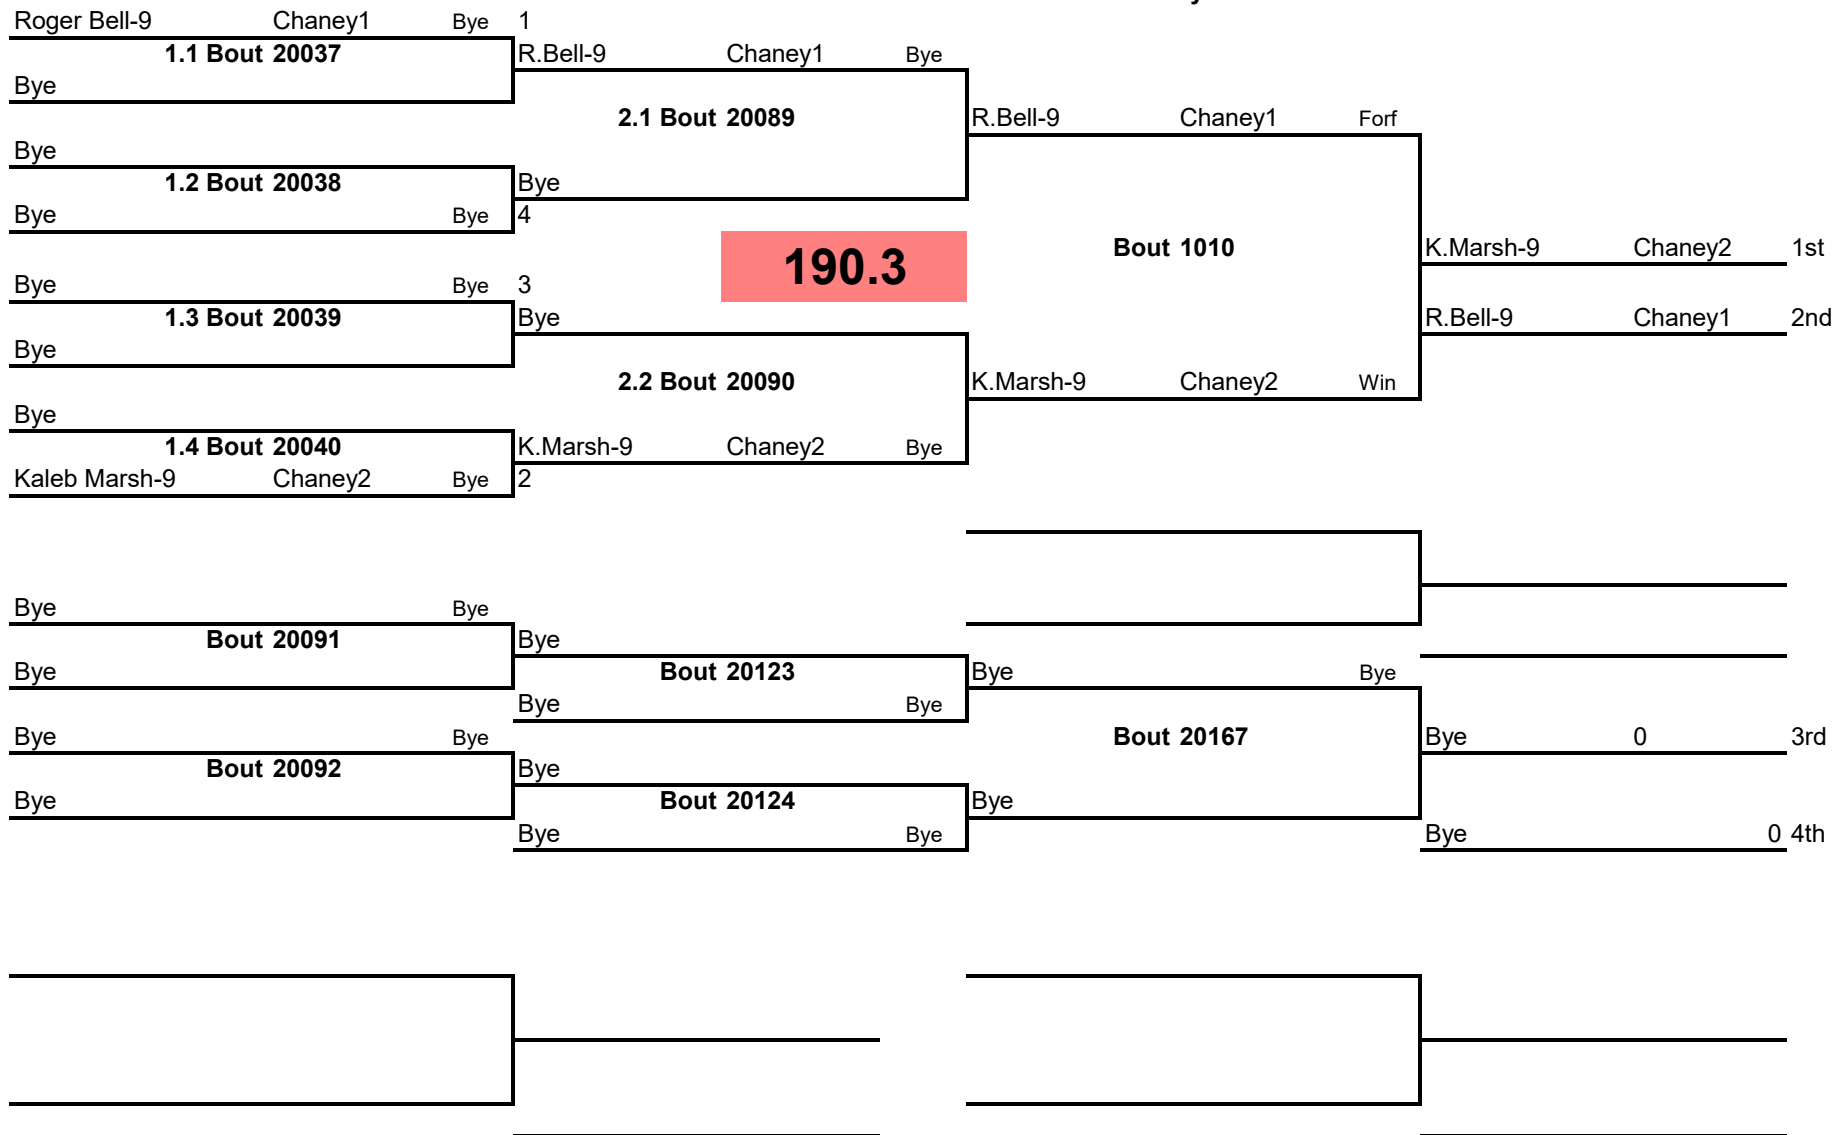 Roger Bell-9 Chaney1 Bye 1
1.1 Bout 20037 R.Bell-9 Chaney1 Bye
Bye
2.1 Bout 20089 R.Bell-9 Chaney1 Forf
Bye
1.2 Bout 20038 Bye
Bye Bye 4
190.3 Bout 1010 K.Marsh-9 Chaney2 1st
Bye Bye 3
1.3 Bout 20039 Bye R.Bell-9 Chaney1 2nd
Bye
2.2 Bout 20090 K.Marsh-9 Chaney2 Win
Bye
1.4 Bout 20040 K.Marsh-9 Chaney2 Bye
Kaleb Marsh-9 Chaney2 Bye 2
Bye Bye
Bout 20091 Bye
Bye Bout 20123 Bye Bye
Bye Bye
Bye Bye Bout 20167 Bye 0 3rd
Bout 20092 Bye
Bye Bout 20124 Bye
Bye Bye Bye 0 4th